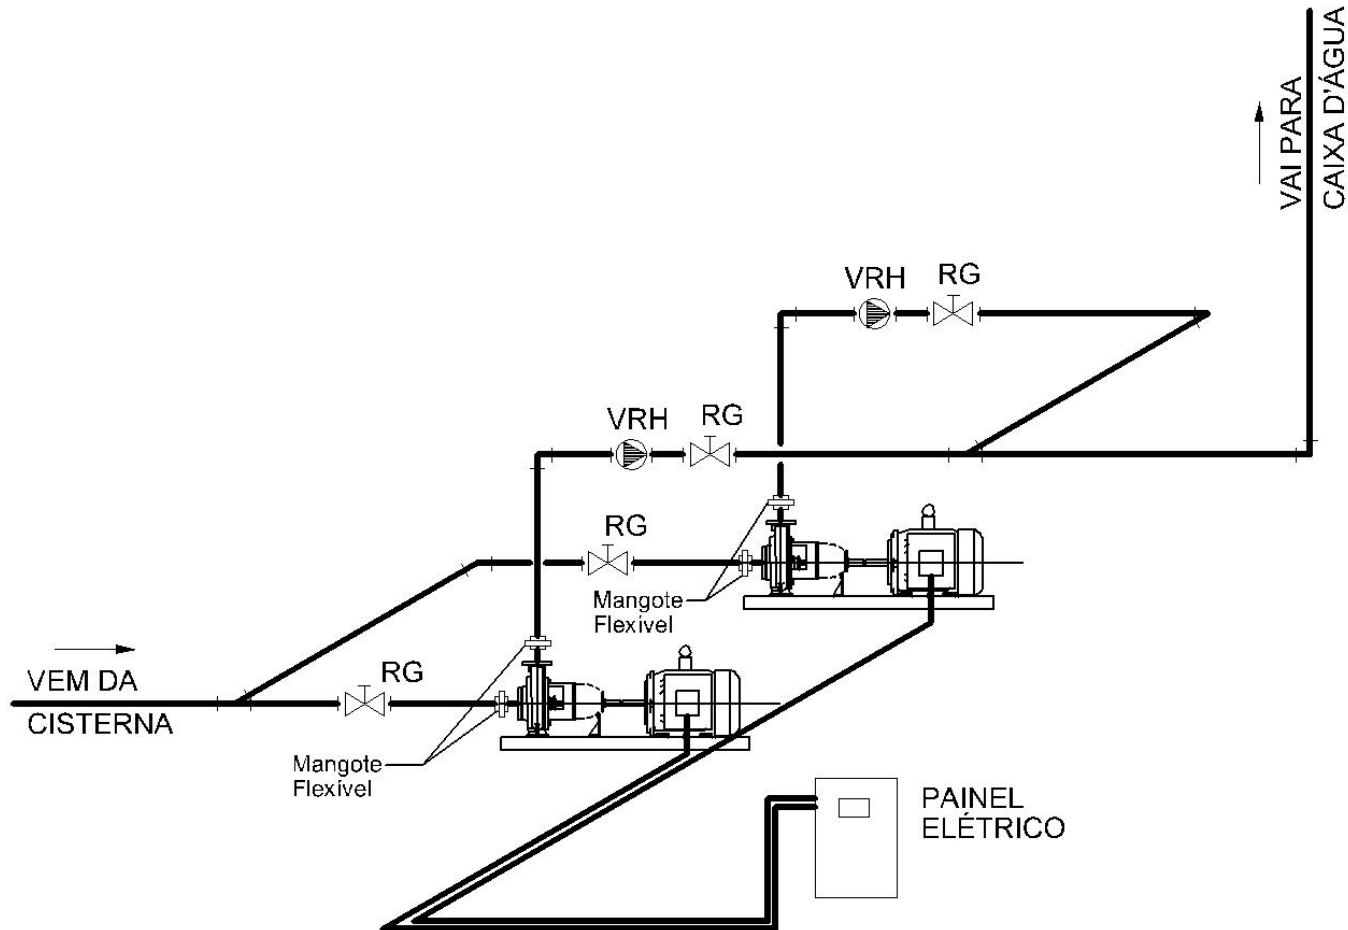 VAI PARA
CAIXA D'ÁGUA
VRH
RG
VRH
RG
RG
Mangote
Flexível
VEM DA
CISTERNA
RG
Mangote
Flexível
PAINEL
ELÉTRICO